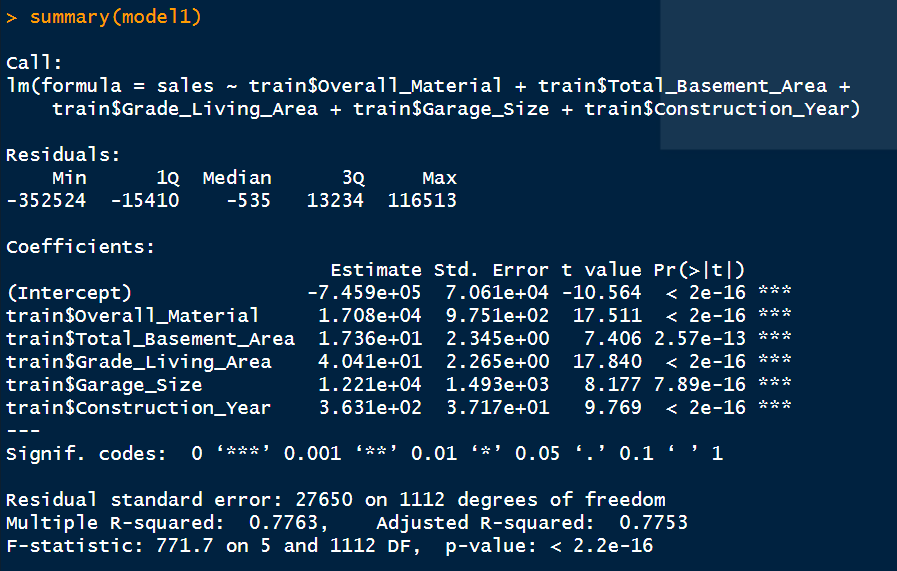 > summary(model1)
Call:
lm(formula = sales ~ train$Overall_Material + train$Total_Basement_Area +
    train$Grade_Living_Area + train$Garage_Size + train$Construction_Year)
Residuals:
    Min      1Q  Median      3Q     Max
-352524  -15410    -535   13234  116513
Coefficients:
                            Estimate Std. Error t value Pr(>|t|)
(Intercept)               -7.459e+05  7.061e+04 -10.564  < 2e-16 ***
train$Overall_Material     1.708e+04  9.751e+02  17.511  < 2e-16 ***
train$Total_Basement_Area  1.736e+01  2.345e+00   7.406 2.57e-13 ***
train$Grade_Living_Area    4.041e+01  2.265e+00  17.840  < 2e-16 ***
train$Garage_Size          1.221e+04  1.493e+03   8.177 7.89e-16 ***
train$Construction_Year    3.631e+02  3.717e+01   9.769  < 2e-16 ***
---
Signif. codes:  0 ‘***’ 0.001 ‘**’ 0.01 ‘*’ 0.05 ‘.’ 0.1 ‘ ’ 1
Residual standard error: 27650 on 1112 degrees of freedom
Multiple R-squared:  0.7763,    Adjusted R-squared:  0.7753
F-statistic: 771.7 on 5 and 1112 DF,  p-value: < 2.2e-16